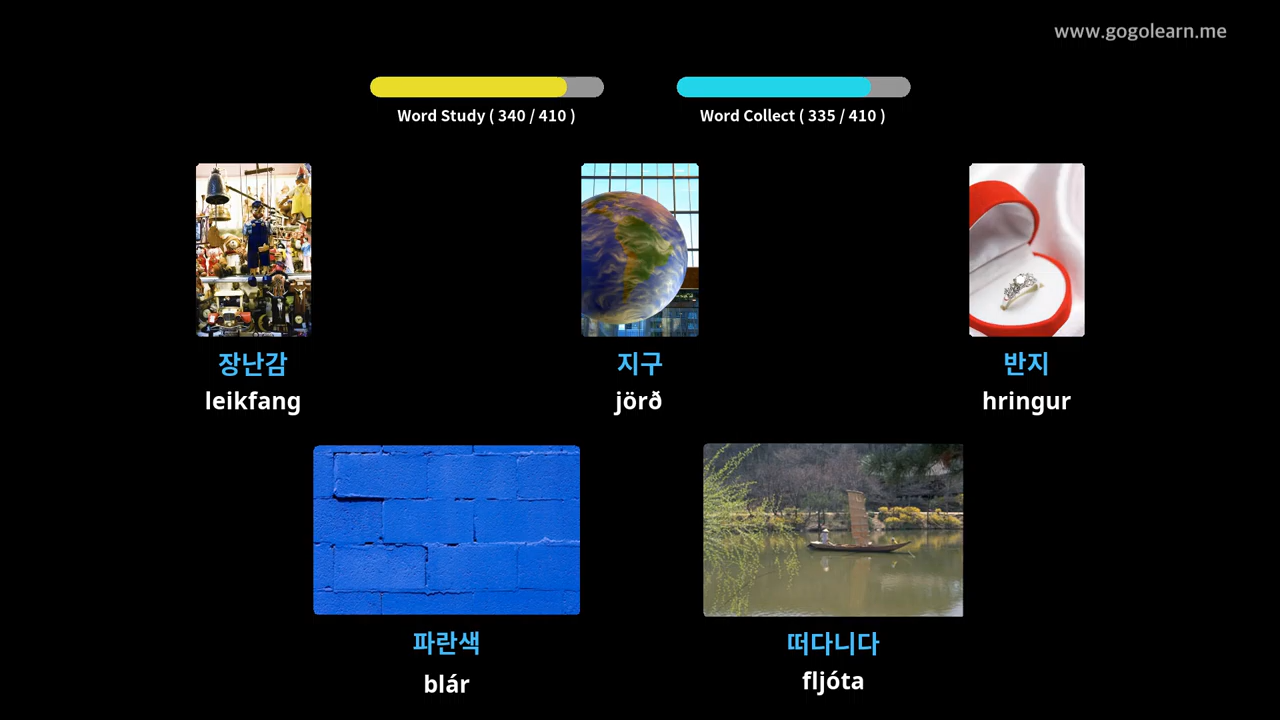 www.gogolearn.me
Word Study ( 340 / 410 )
Word Collect ( 335 / 410 )
장난감
leikfang
지구
jörð
반지
hringur
파란색
blár
떠다니다
fljóta